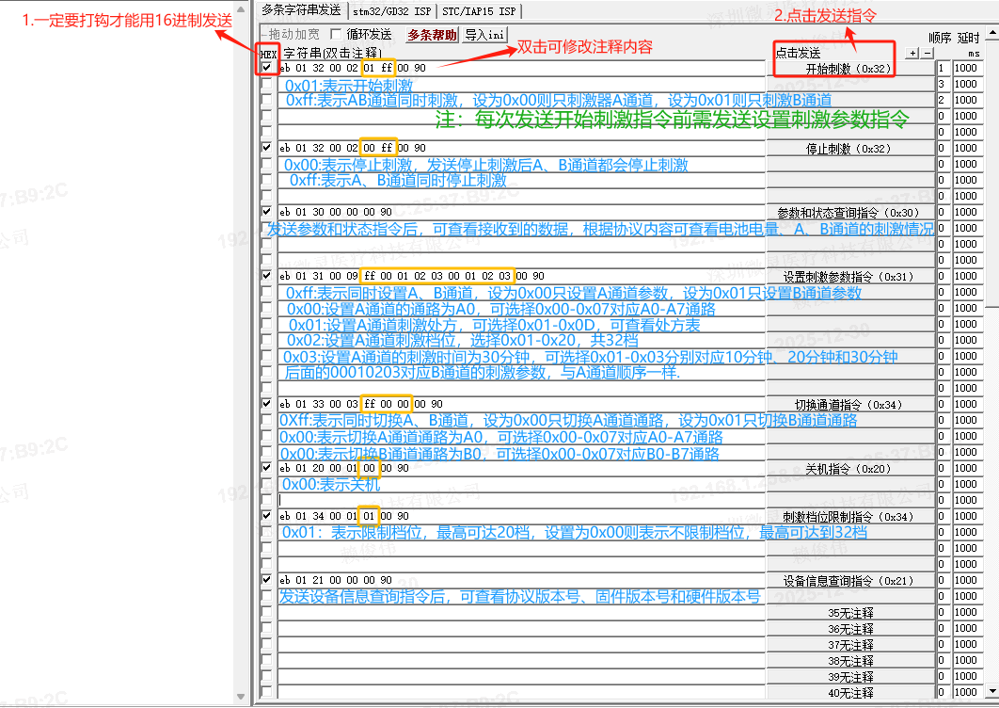 1.一定要打钩才能用16进制发送
多条字符串发送 stm32/GD32 ISP STC/IAP15 ISP
2.点击发送指令
拖动加宽 循环发送 多条帮助 导入ini
双击可修改注释内容
顺序 延时
HEX 字符串(双击注释) 点击发送 + - ms
eb 01 32 00 02 01 ff 00 90 开始刺激（0x32） 1 1000
0x01:表示开始刺激 3 1000
0xff:表示AB通道同时刺激，设为0x00则只刺激器A通道，设为0x01则只刺激B通道 2 1000
注：每次发送开始刺激指令前需发送设置刺激参数指令 0 1000
0 1000
eb 01 32 00 02 00 ff 00 90 停止刺激（0x32） 0 1000
0x00:表示停止刺激，发送停止刺激后A、B通道都会停止刺激 0 1000
0xff:表示A、B通道同时停止刺激 0 1000
0 1000
eb 01 30 00 00 00 90 参数和状态查询指令（0x30） 0 1000
发送参数和状态指令后，可查看接收到的数据，根据协议内容可查看电池电量、A、B通道的刺激情况 0 1000
0 1000
0 1000
eb 01 31 00 09 ff 00 01 02 03 00 01 02 03 00 90 设置刺激参数指令（0x31） 0 1000
0xff:表示同时设置A、B通道，设为0x00只设置A通道参数，设为0x01只设置B通道参数 0 1000
0x00:设置A通道的通路为A0，可选择0x00-0x07对应A0-A7通路 0 1000
0x01:设置A通道刺激处方，可选择0x01-0x0D，可查看处方表 0 1000
0x02:设置A通道刺激档位，选择0x01-0x20，共32档 0 1000
0x03:设置A通道的刺激时间为30分钟，可选择0x01-0x03分别对应10分钟、20分钟和30分钟 0 1000
后面的00010203对应B通道的刺激参数，与A通道顺序一样. 0 1000
0 1000
eb 01 33 00 03 ff 00 00 00 90 切换通道指令（0x34） 0 1000
0Xff:表示同时切换A、B通道，设为0x00只切换A通道通路，设为0x01只切换B通道通路 0 1000
0x00:表示切换A通道通路为A0，可选择0x00-0x07对应A0-A7通路 0 1000
0x00:表示切换B通道通路为B0，可选择0x00-0x07对应B0-B7通路 0 1000
eb 01 20 00 01 00 00 90 关机指令（0x20） 0 1000
0x00:表示关机 0 1000
0 1000
eb 01 34 00 01 01 00 90 刺激档位限制指令（0x34） 0 1000
0x01：表示限制档位，最高可达20档，设置为0x00则表示不限制档位，最高可达到32档 0 1000
0 1000
0 1000
eb 01 21 00 00 00 90 设备信息查询指令（0x21） 0 1000
发送设备信息查询指令后，可查看协议版本号、固件版本号和硬件版本号 0 1000
35无注释 0 1000
36无注释 0 1000
37无注释 0 1000
38无注释 0 1000
39无注释 0 1000
40无注释 0 1000